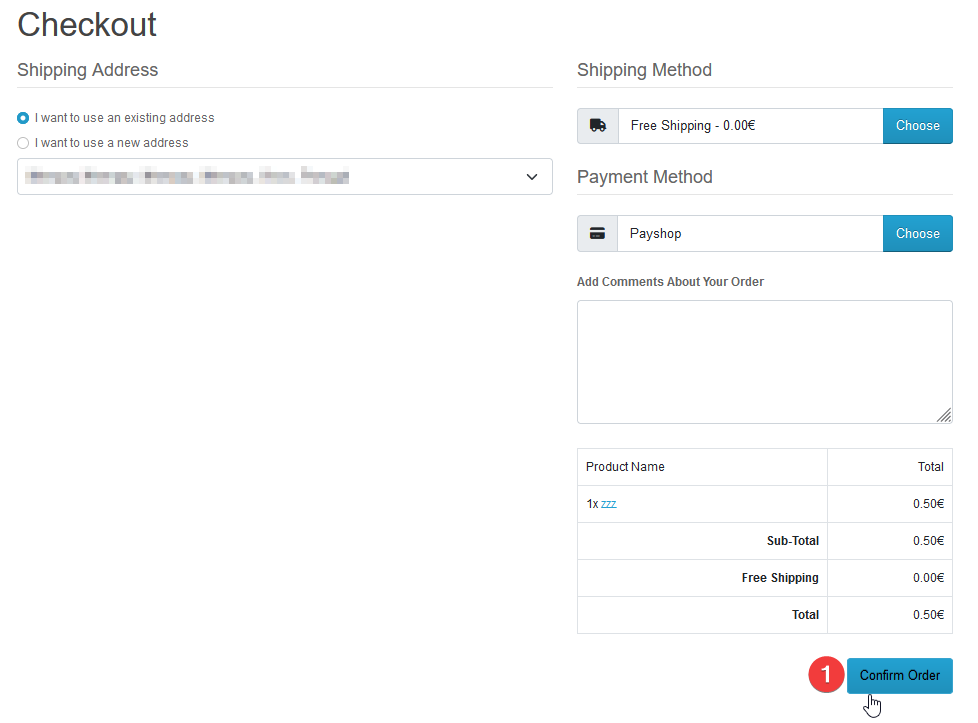 Checkout
Shipping Address
I want to use an existing address
I want to use a new address
Shipping Method
Free Shipping - 0.00€
Choose
Payment Method
Payshop
Choose
Add Comments About Your Order
Product Name Total
1x zzz 0.50€
Sub-Total 0.50€
Free Shipping 0.00€
Total 0.50€
1 Confirm Order